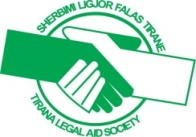 SHERBIMI LIGJOR FALAS TIRANE
TIRANA LEGAL AID SOCIETY